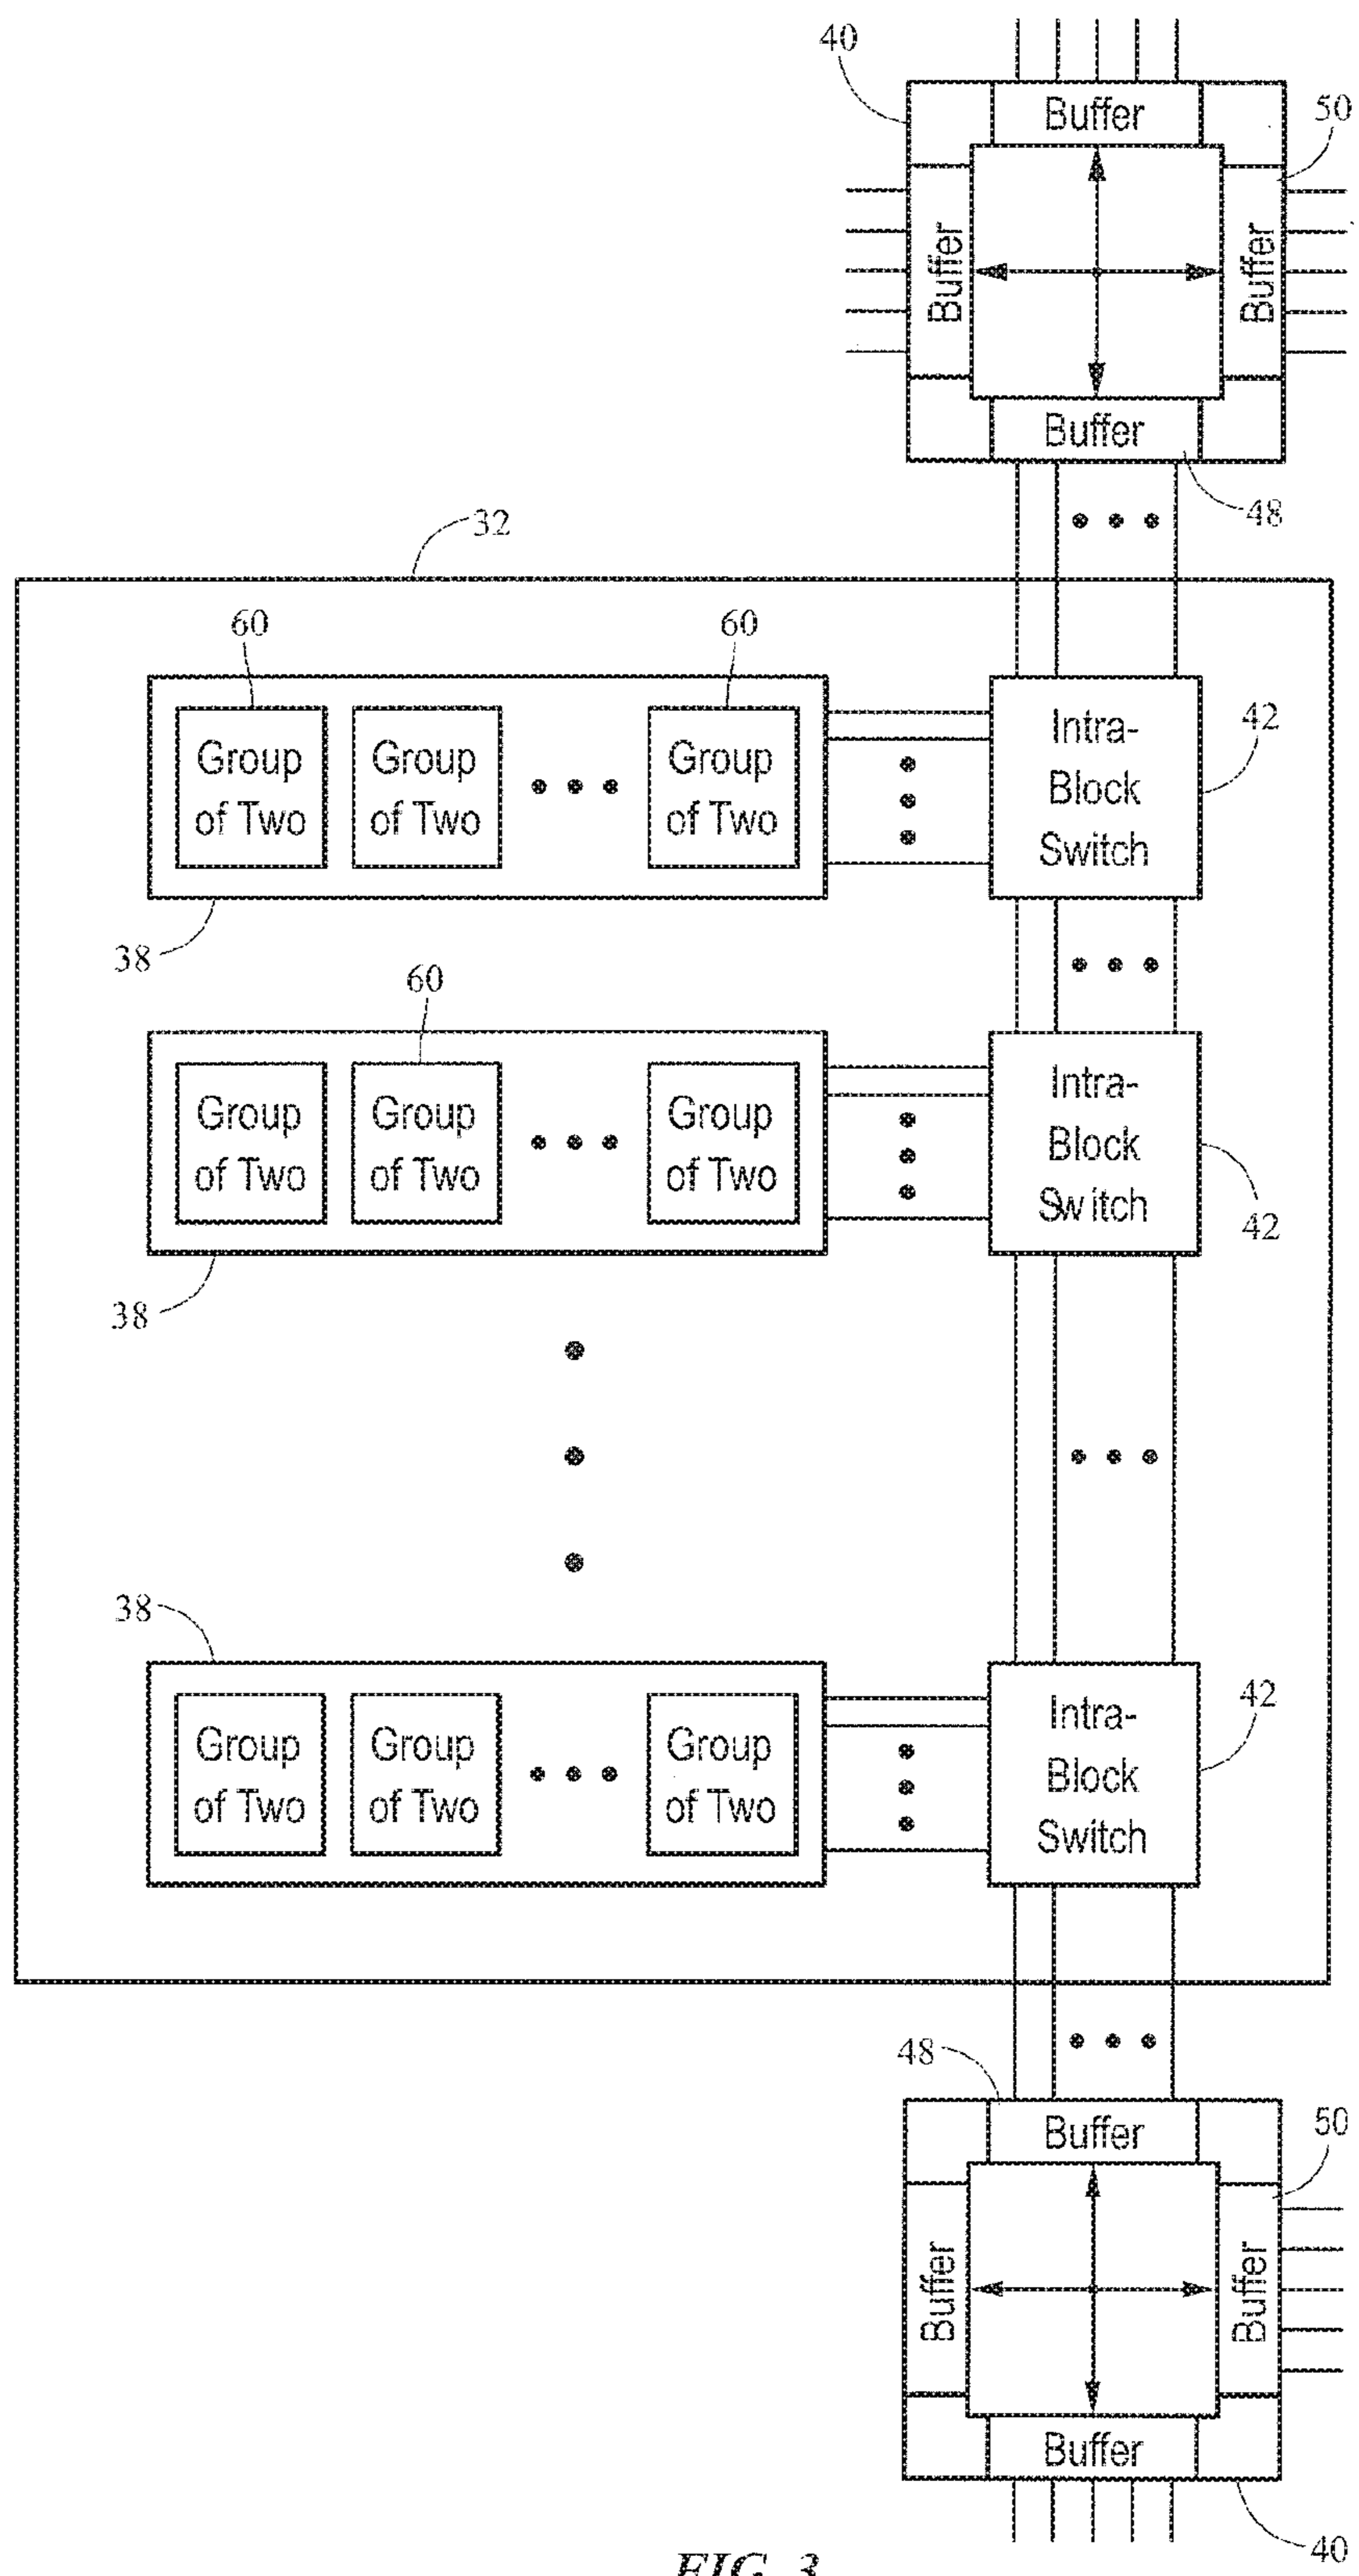 40
Buffer
50
Buffer
Buffer
Buffer
48
32
60
60
Group
of Two
Group
of Two
Group
of Two
Intra-
Block
Switch
42
38
60
Group
of Two
Group
of Two
Group
of Two
Intra-
Block
Switch
42
38
38
Group
of Two
Group
of Two
Group
of Two
Intra-
Block
Switch
42
48
Buffer
50
Buffer
Buffer
Buffer
40
FIG. 3